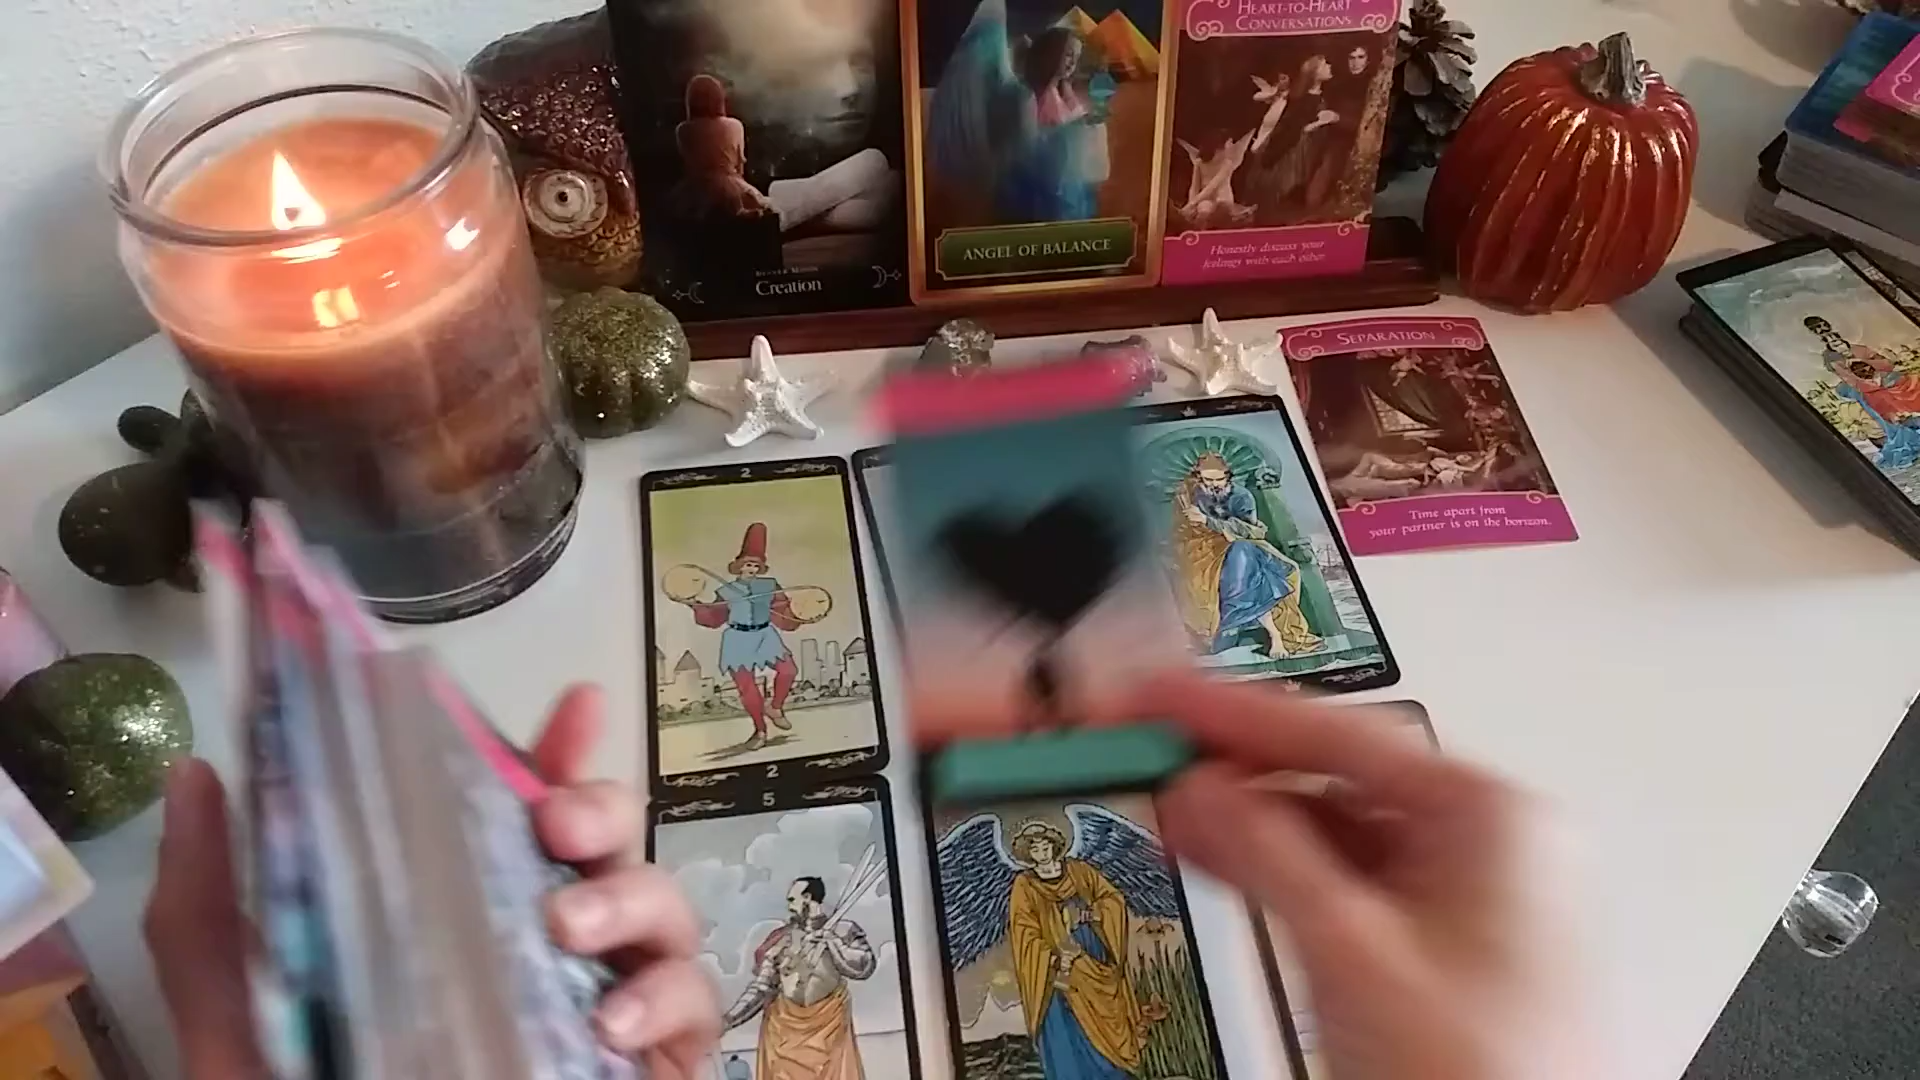 HEART-TO-HEART
CONVERSATIONS
Creation
ANGEL OF BALANCE
Honestly discuss your
feelings with each other.
SEPARATION
Time apart from
your partner is on the horizon.
2
2
5